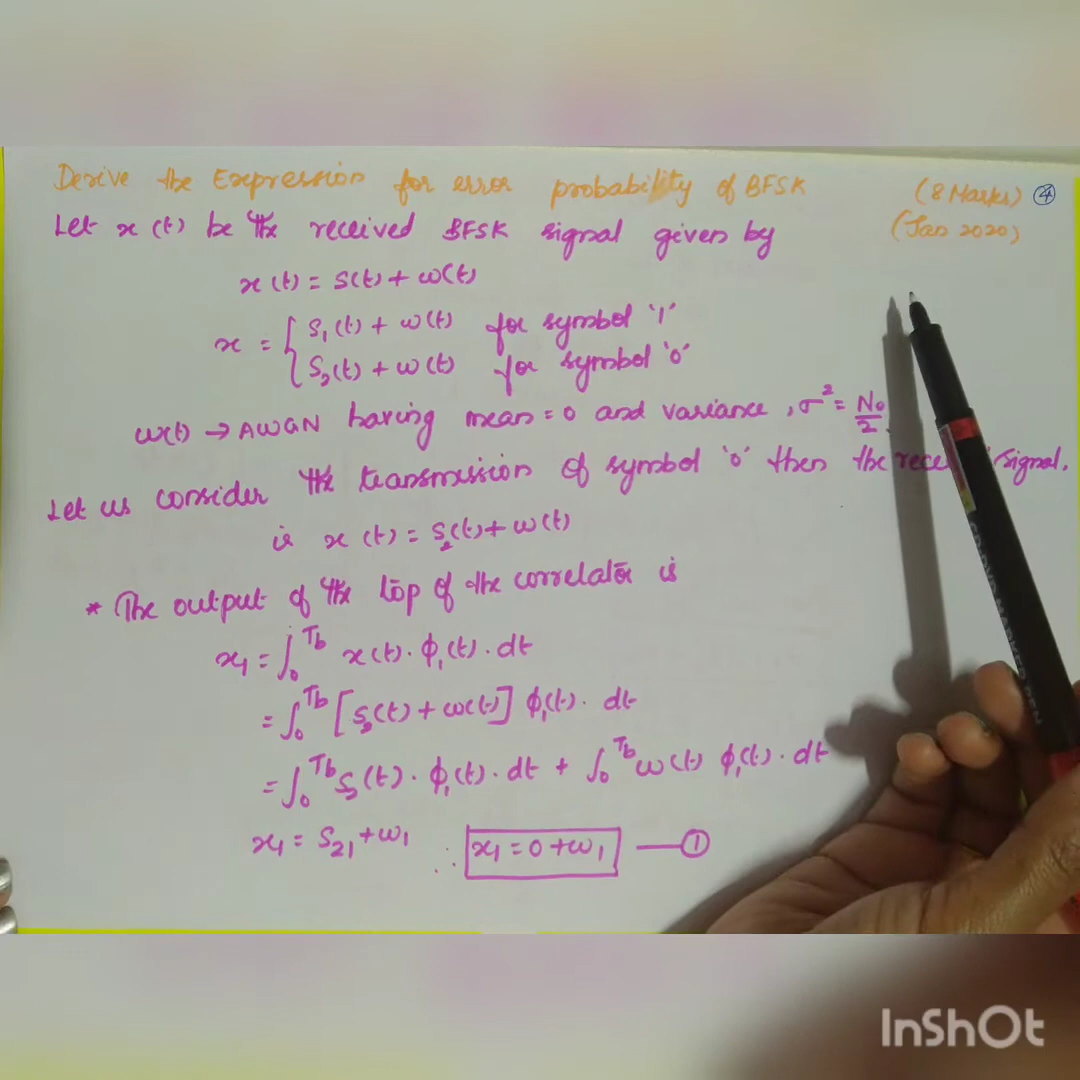 Derive the Expression for error probability of BFSK (8 Marks) ④
Let x(t) be the received BFSK signal given by (Jan 2020)
x(t) = s(t) + w(t)
x = { S₁(t) + w(t) for symbol '1'
S₂(t) + w(t) for symbol '0'
w(t) → AWGN having mean = 0 and variance, σ² = N₀/2
Let us consider the transmission of symbol '0' then the signal.
is x(t) = S₂(t) + w(t)
* The output of the top of the correlator is
x₁ = ∫₀^Tb x(t) · ϕ₁(t) · dt
= ∫₀^Tb [S₂(t) + w(t)] ϕ₁(t) · dt
= ∫₀^Tb S₂(t) · ϕ₁(t) · dt + ∫₀^Tb w(t) ϕ₁(t) · dt
x₁ = S₂₁ + w₁ ∴ x₁ = 0 + w₁ — ①
InShOt